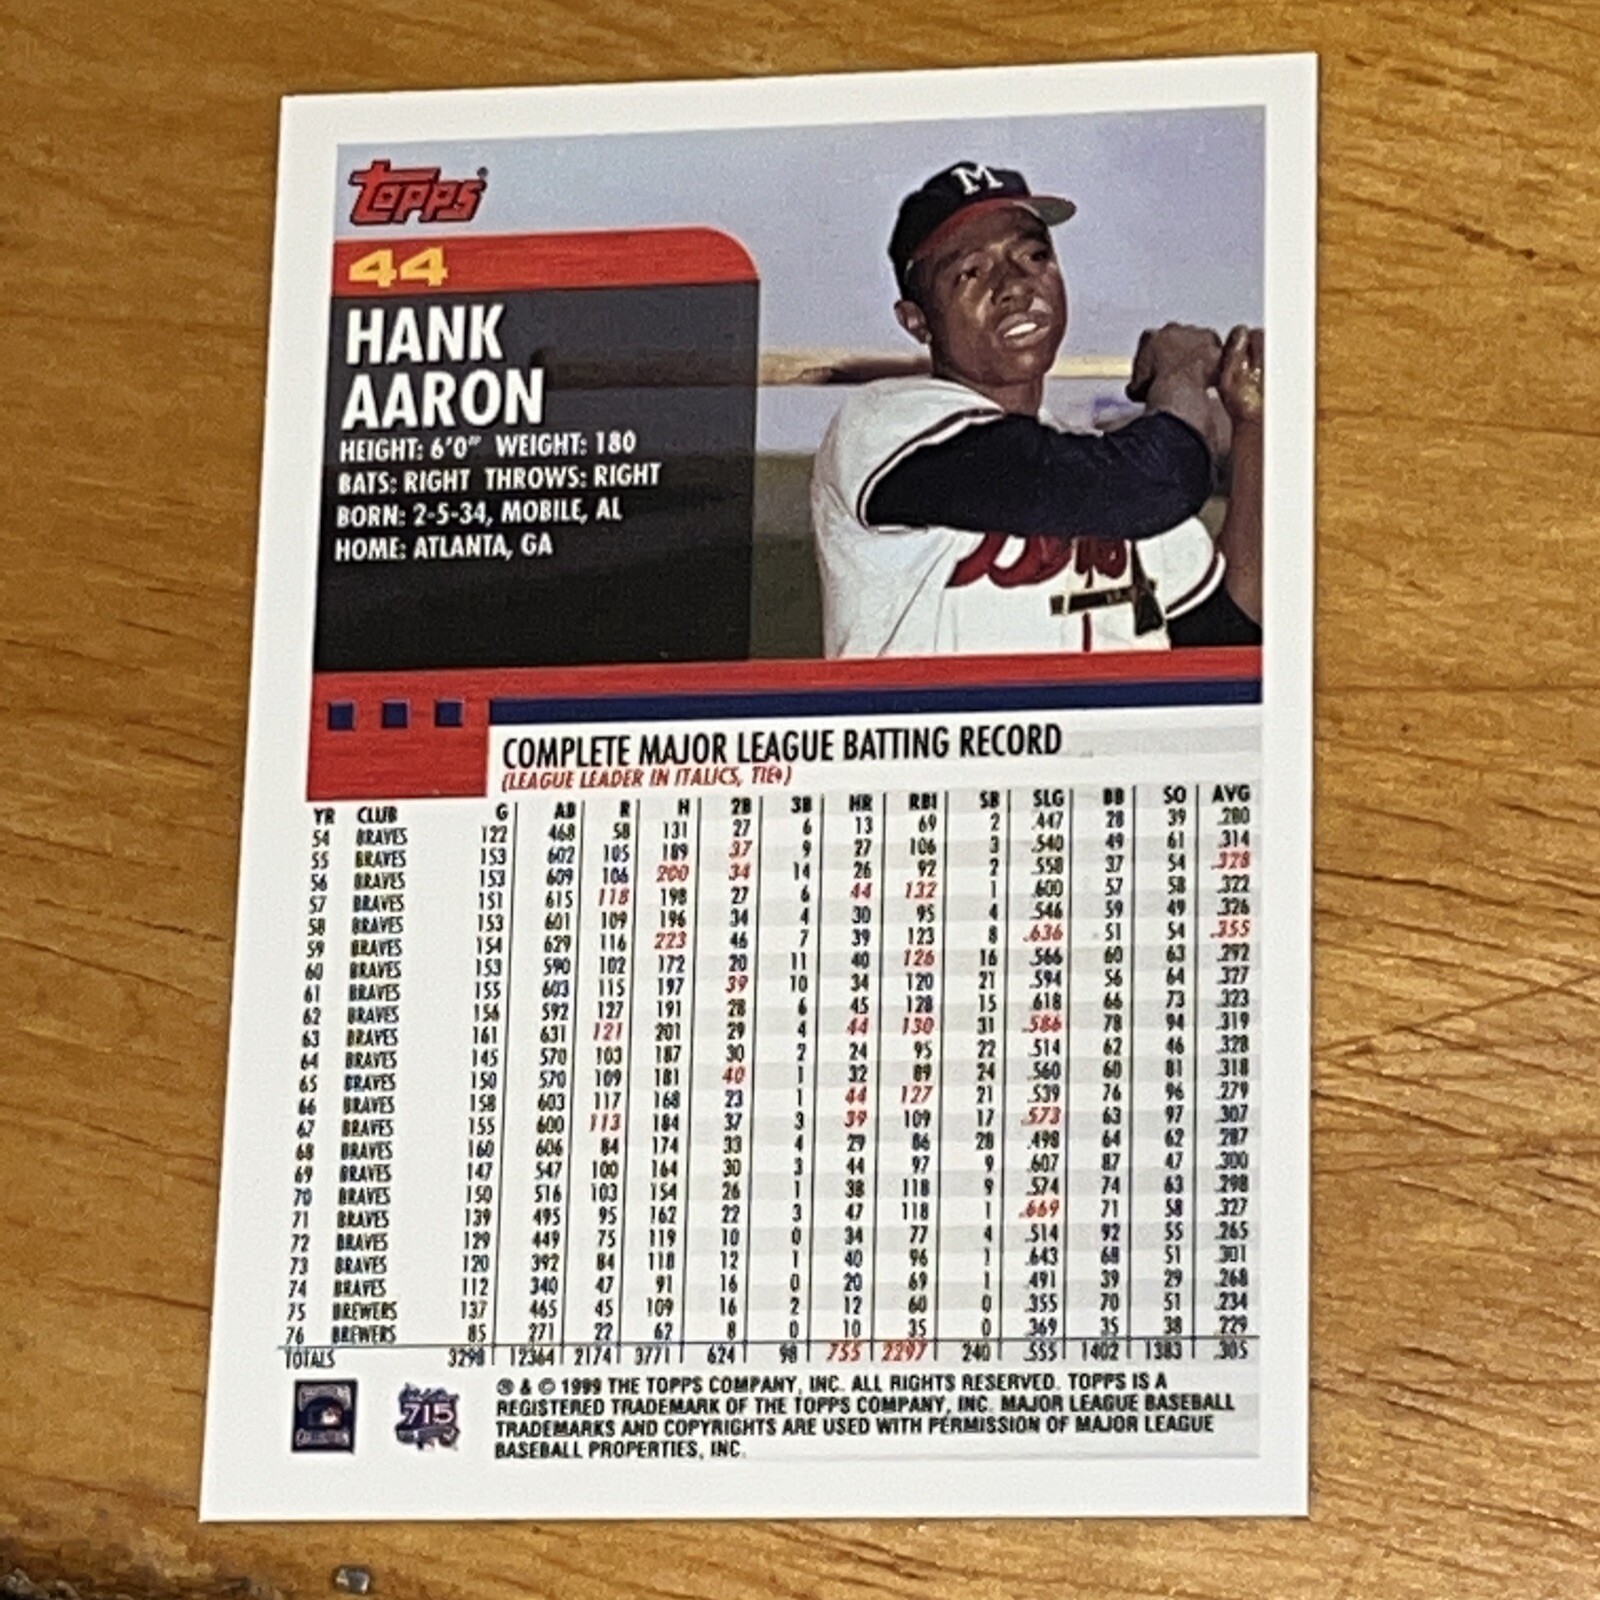 Topps®
44
HANK
AARON
HEIGHT: 6'0" WEIGHT: 180
BATS: RIGHT THROWS: RIGHT
BORN: 2-5-34, MOBILE, AL
HOME: ATLANTA, GA
M
COMPLETE MAJOR LEAGUE BATTING RECORD
(LEAGUE LEADER IN ITALICS, TIE♦)
YR CLUB G AB R H 2B 3B HR RBI SB SLG BB SO AVG
54 BRAVES 122 468 58 131 27 6 13 69 2 .447 28 39 .280
55 BRAVES 153 602 105 189 37 9 27 106 3 .540 49 61 .314
56 BRAVES 153 609 106 200 34 14 26 92 2 .558 37 54 .328
57 BRAVES 151 615 118 198 27 6 44 132 1 .600 57 58 .322
58 BRAVES 153 601 109 196 34 4 30 95 4 .546 59 49 .326
59 BRAVES 154 629 116 223 46 7 39 123 8 .636 51 54 .355
60 BRAVES 153 590 102 172 20 11 40 126 16 .566 60 63 .292
61 BRAVES 155 603 115 197 39 10 34 120 21 .594 56 64 .327
62 BRAVES 156 592 127 191 28 6 45 128 15 .618 66 73 .323
63 BRAVES 161 631 121 201 29 4 44 130 31 .586 78 94 .319
64 BRAVES 145 570 103 187 30 2 24 95 22 .514 62 46 .328
65 BRAVES 150 570 109 181 40 1 32 89 24 .560 60 81 .318
66 BRAVES 158 603 117 168 23 1 44 127 21 .539 76 96 .279
67 BRAVES 155 600 113 184 37 3 39 109 17 .573 63 97 .307
68 BRAVES 160 606 84 174 33 4 29 86 28 .498 64 62 .287
69 BRAVES 147 547 100 164 30 3 44 97 9 .607 87 47 .300
70 BRAVES 150 516 103 154 26 1 38 118 9 .574 74 63 .298
71 BRAVES 139 495 95 162 22 3 47 118 1 .669 71 58 .327
72 BRAVES 129 449 75 119 10 0 34 77 4 .514 92 55 .265
73 BRAVES 120 392 84 118 12 1 40 96 1 .643 68 51 .301
74 BRAVES 112 340 47 91 16 0 20 69 1 .491 39 29 .268
75 BREWERS 137 465 45 109 16 2 12 60 0 .355 70 51 .234
76 BREWERS 85 271 22 62 8 0 10 35 0 .369 35 38 .229
TOTALS 3298 12364 2174 3771 624 98 755 2297 240 .555 1402 1383 .305
715
® & © 1999 THE TOPPS COMPANY, INC. ALL RIGHTS RESERVED. TOPPS IS A
REGISTERED TRADEMARK OF THE TOPPS COMPANY, INC. MAJOR LEAGUE BASEBALL
TRADEMARKS AND COPYRIGHTS ARE USED WITH PERMISSION OF MAJOR LEAGUE
BASEBALL PROPERTIES, INC.